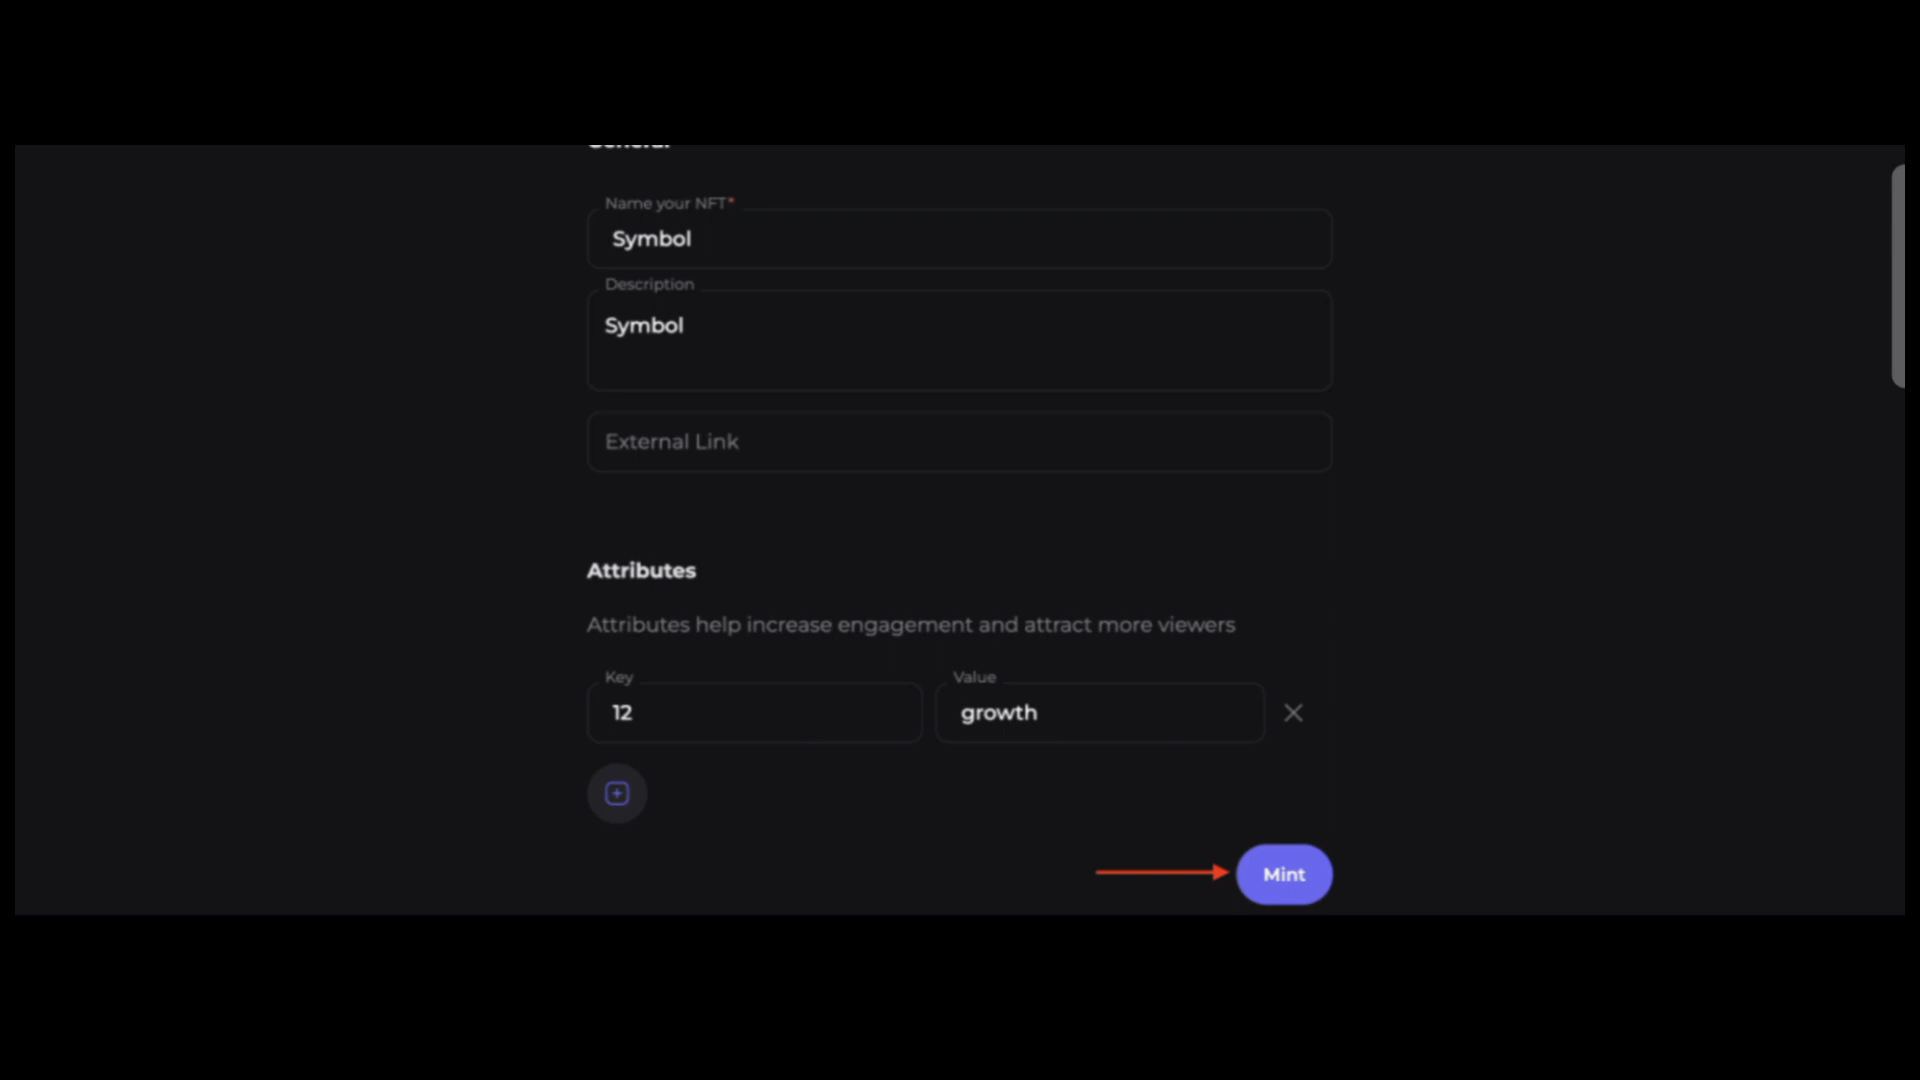 General
Name your NFT*
Symbol
Description
Symbol
External Link
Attributes
Attributes help increase engagement and attract more viewers
Key
Value
12
growth
Mint